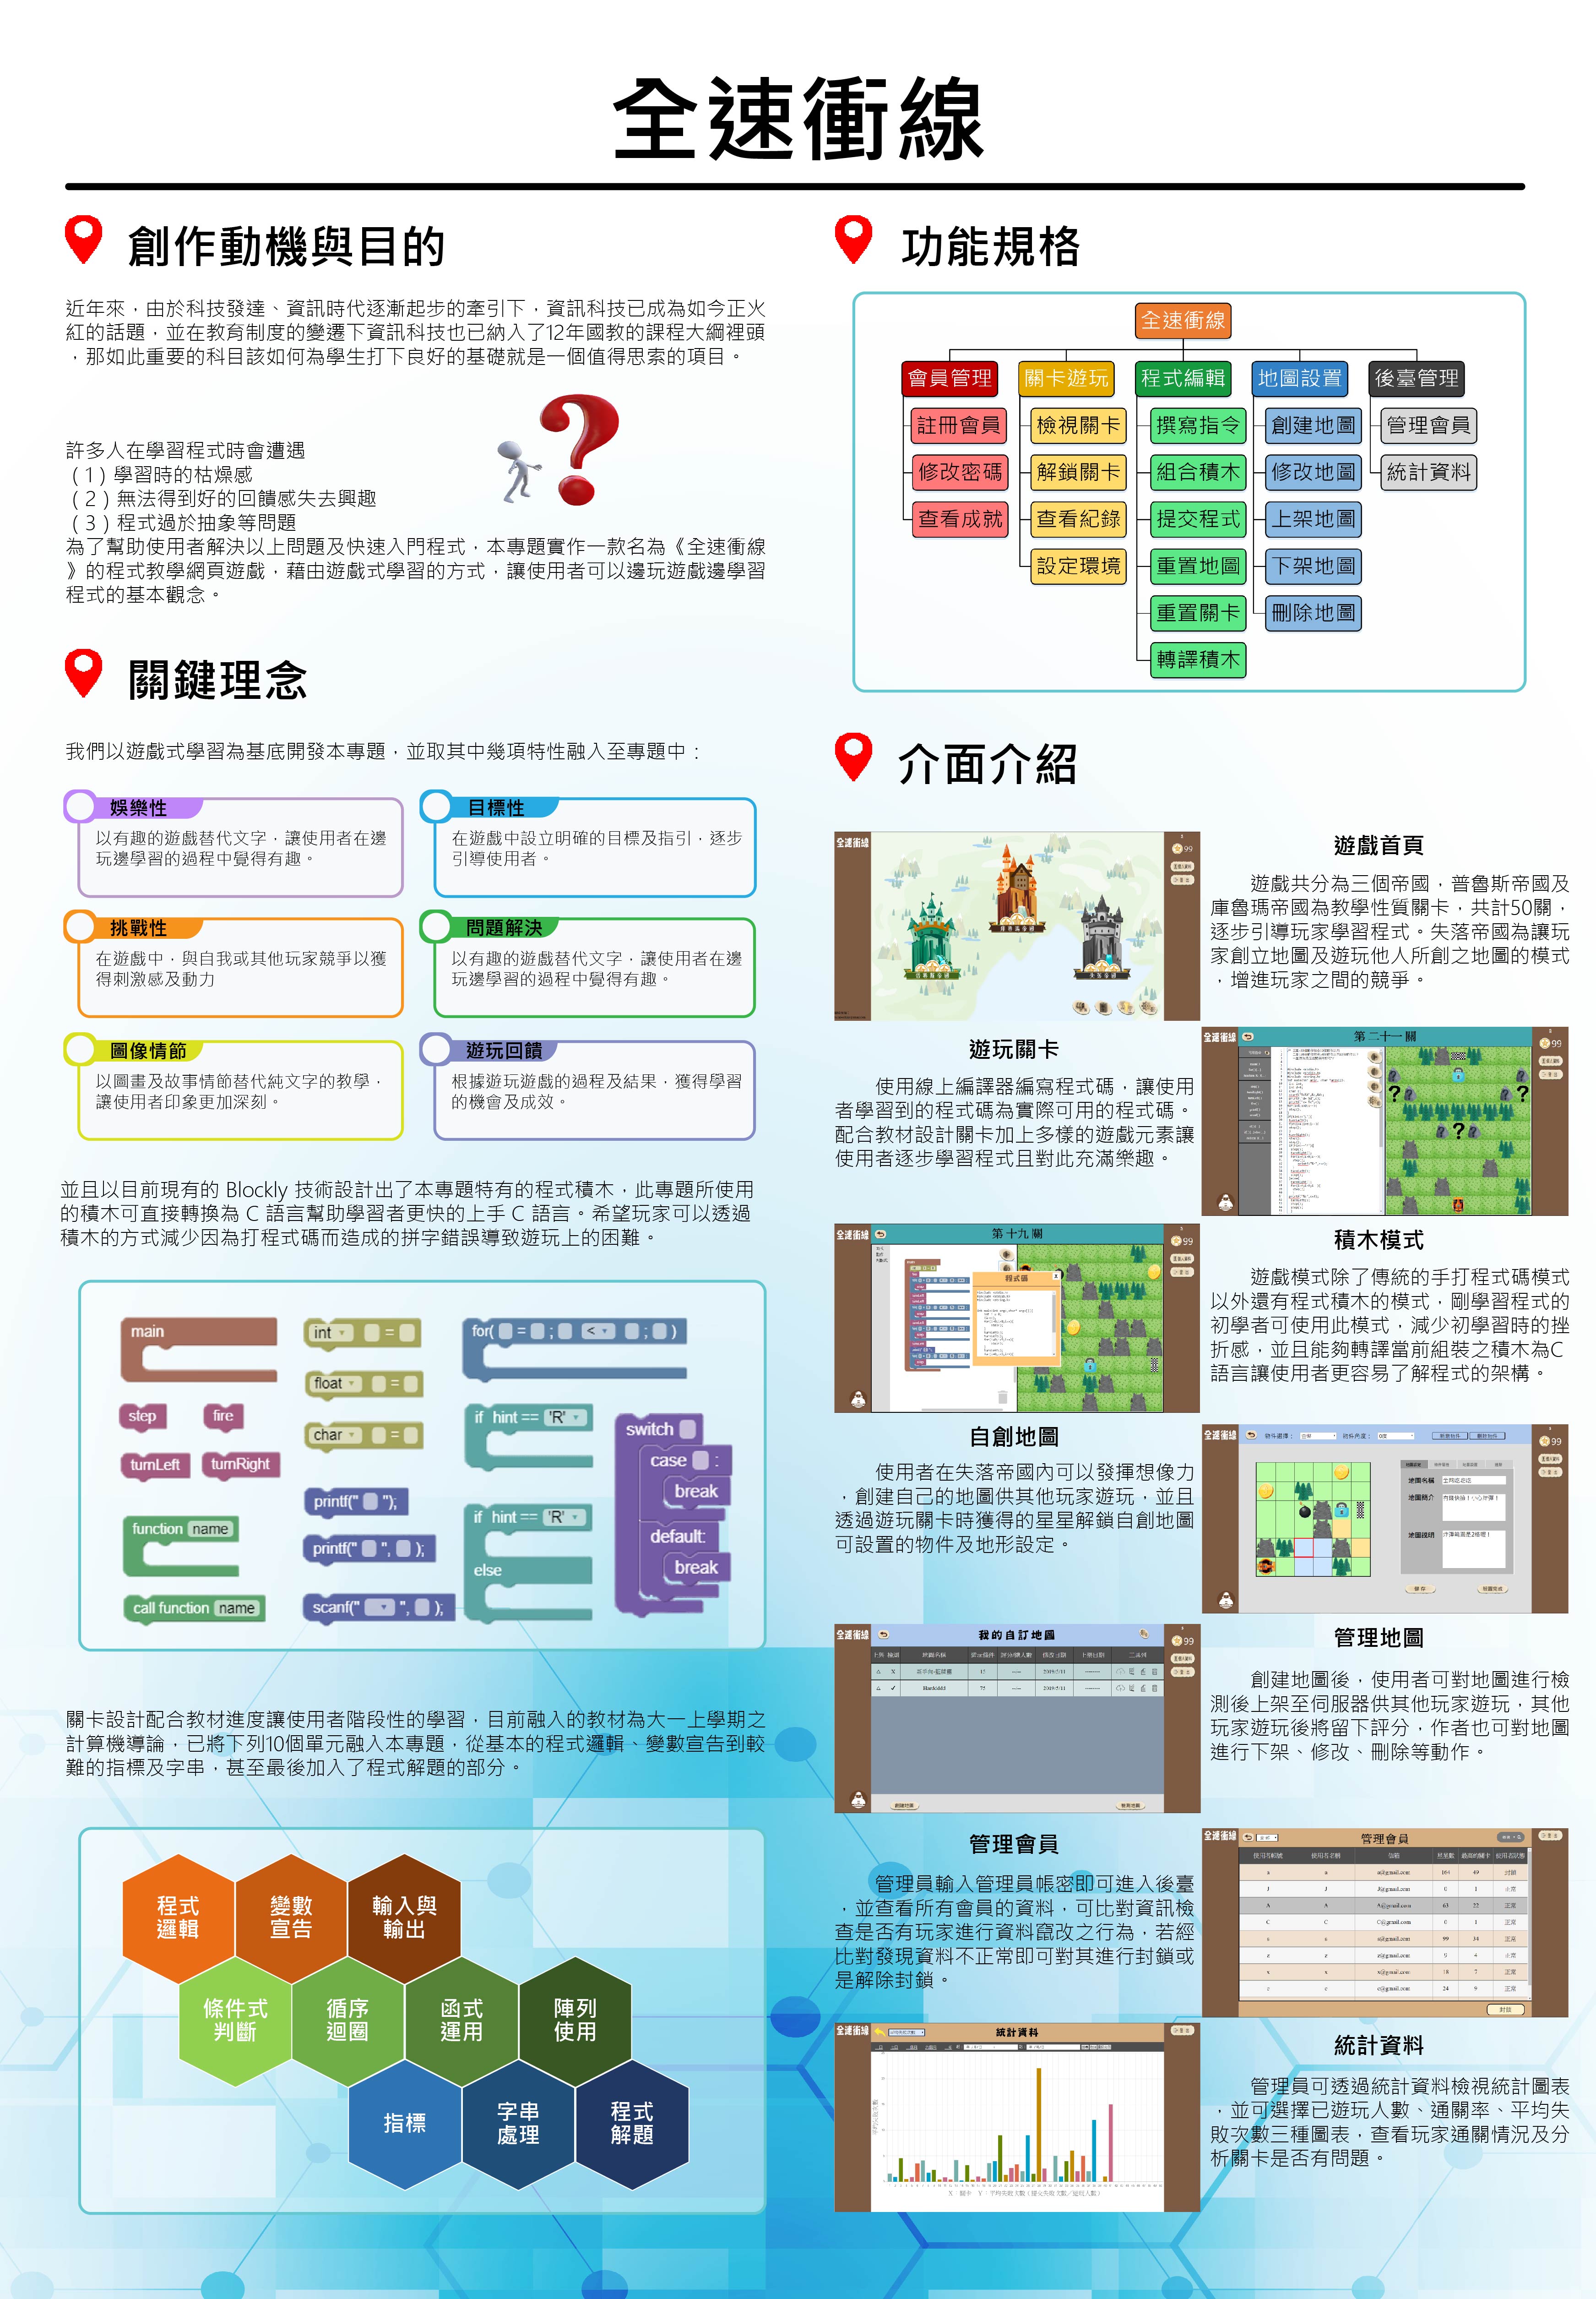 全速衝線
創作動機與目的
近年來，由於科技發達、資訊時代逐漸起步的牽引下，資訊科技已成為如今正火
紅的話題，並在教育制度的變遷下資訊科技也已納入了12年國教的課程大綱裡頭
，那如此重要的科目該如何為學生打下良好的基礎就是一個值得思索的項目。
許多人在學習程式時會遭遇
(1)學習時的枯燥感
(2)無法得到好的回饋感失去興趣
(3)程式過於抽象等問題
為了幫助使用者解決以上問題及快速入門程式，本專題實作一款名為《全速衝線
》的程式教學網頁遊戲，藉由遊戲式學習的方式，讓使用者可以邊玩遊戲邊學習
程式的基本觀念。
關鍵理念
我們以遊戲式學習為基底開發本專題，並取其中幾項特性融入至專題中：
娛樂性
以有趣的遊戲替代文字，讓使用者在邊
玩邊學習的過程中覺得有趣。
目標性
在遊戲中設立明確的目標及指引，逐步
引導使用者。
挑戰性
在遊戲中，與自我或其他玩家競爭以獲
得刺激感及動力
問題解決
以有趣的遊戲替代文字，讓使用者在邊
玩邊學習的過程中覺得有趣。
圖像情節
以圖畫及故事情節替代純文字的教學，
讓使用者印象更加深刻。
遊玩回饋
根據遊玩遊戲的過程及結果，獲得學習
的機會及成效。
並且以目前現有的 Blockly 技術設計出了本專題特有的程式積木，此專題所使用
的積木可直接轉換為 C 語言幫助學習者更快的上手 C 語言。希望玩家可以透過
積木的方式減少因為打程式碼而造成的拼字錯誤導致遊玩上的困難。
main
int =
for( = ; < ; )
float =
step fire
char =
if hint == 'R'
switch
case :
turnLeft turnRight
break
printf(" ");
if hint == 'R'
function name
default:
printf(" ", );
break
else
call function name
scanf(" ", );
關卡設計配合教材進度讓使用者階段性的學習，目前融入的教材為大一上學期之
計算機導論，已將下列10個單元融入本專題，從基本的程式邏輯、變數宣告到較
難的指標及字串，甚至最後加入了程式解題的部分。
程式
邏輯
變數
宣告
輸入與
輸出
條件式
判斷
循序
迴圈
函式
運用
陣列
使用
指標
字串
處理
程式
解題
功能規格
全速衝線
會員管理 關卡遊玩 程式編輯 地圖設置 後臺管理
註冊會員 檢視關卡 撰寫指令 創建地圖 管理會員
修改密碼 解鎖關卡 組合積木 修改地圖 統計資料
查看成就 查看紀錄 提交程式 上架地圖
設定環境 重置地圖 下架地圖
重置關卡 刪除地圖
轉譯積木
介面介紹
全速衝線
99
遊戲首頁
遊戲共分為三個帝國，普魯斯帝國及
庫魯瑪帝國為教學性質關卡，共計50關，
逐步引導玩家學習程式。失落帝國為讓玩
家創立地圖及遊玩他人所創之地圖的模式
，增進玩家之間的競爭。
遊玩關卡
使用線上編譯器編寫程式碼，讓使用
者學習到的程式碼為實際可用的程式碼。
配合教材設計關卡加上多樣的遊戲元素讓
使用者逐步學習程式且對此充滿樂趣。
全速衝線
第二十一關
99
全速衝線
第十九關
程式碼
99
積木模式
遊戲模式除了傳統的手打程式碼模式
以外還有程式積木的模式，剛學習程式的
初學者可使用此模式，減少初學習時的挫
折感，並且能夠轉譯當前組裝之積木為C
語言讓使用者更容易了解程式的架構。
自創地圖
使用者在失落帝國內可以發揮想像力
，創建自己的地圖供其他玩家遊玩，並且
透過遊玩關卡時獲得的星星解鎖自創地圖
可設置的物件及地形設定。
全速衝線
地圖名稱
地圖簡介
地圖說明
99
全速衝線
我的自訂地圖
99
管理地圖
創建地圖後，使用者可對地圖進行檢
測後上架至伺服器供其他玩家遊玩，其他
玩家遊玩後將留下評分，作者也可對地圖
進行下架、修改、刪除等動作。
管理會員
管理員輸入管理員帳密即可進入後臺
，並查看所有會員的資料，可比對資訊檢
查是否有玩家進行資料竄改之行為，若經
比對發現資料不正常即可對其進行封鎖或
是解除封鎖。
全速衝線
管理會員
全速衝線
統計資料
統計資料
管理員可透過統計資料檢視統計圖表
，並可選擇已遊玩人數、通關率、平均失
敗次數三種圖表，查看玩家通關情況及分
析關卡是否有問題。